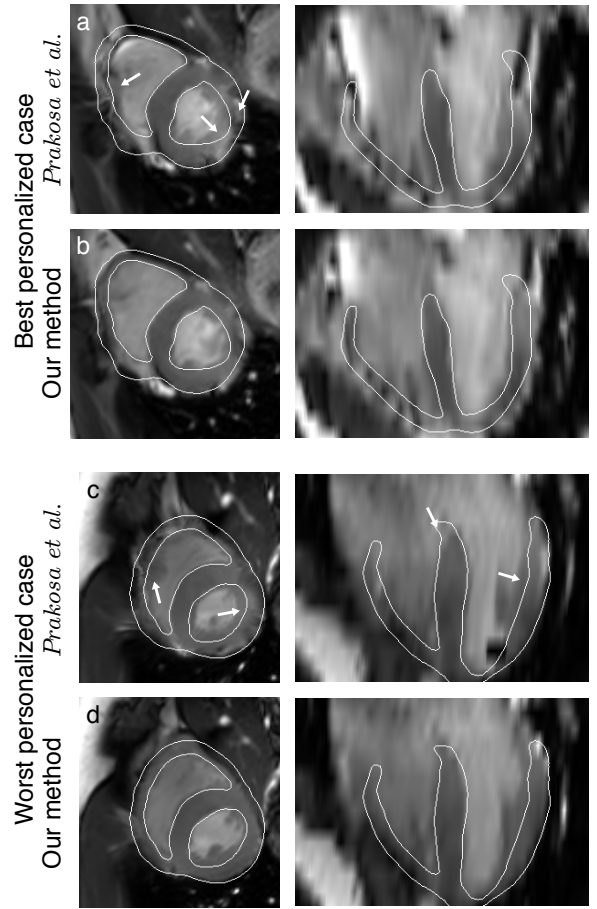 Best personalized case
Prakosa et al.
a
Our method
b
Worst personalized case
Prakosa et al.
c
Our method
d